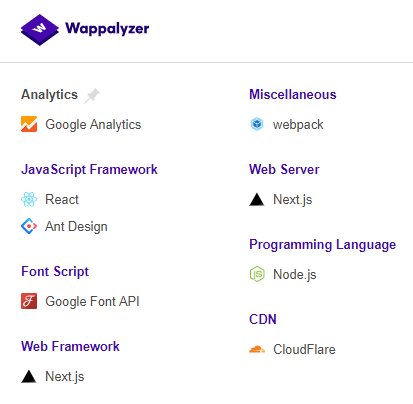 Wappalyzer
Analytics
Google Analytics
JavaScript Framework
React
Ant Design
Font Script
Google Font API
Web Framework
Next.js
Miscellaneous
webpack
Web Server
Next.js
Programming Language
Node.js
CDN
CloudFlare